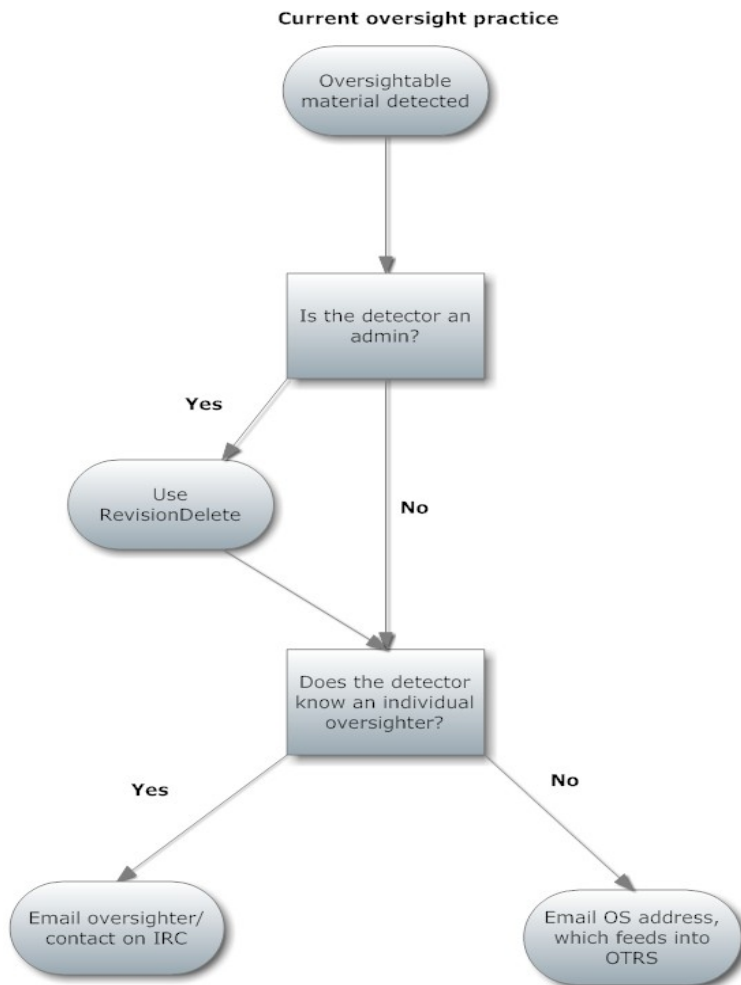 Current oversight practice
Oversightable
material detected
Is the detector an
admin?
Yes
Use
RevisionDelete
No
Does the detector
know an individual
oversighter?
Yes
No
Email oversighter/
contact on IRC
Email OS address,
which feeds into
OTRS